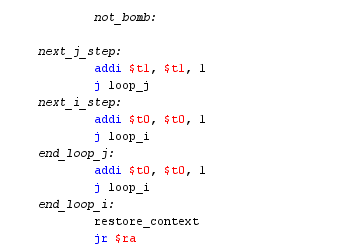 not_bomb:
next_j_step:
addi $t1, $t1, 1
j loop_j
next_i_step:
addi $t0, $t0, 1
j loop_i
end_loop_j:
addi $t0, $t0, 1
j loop_i
end_loop_i:
restore_context
jr $ra